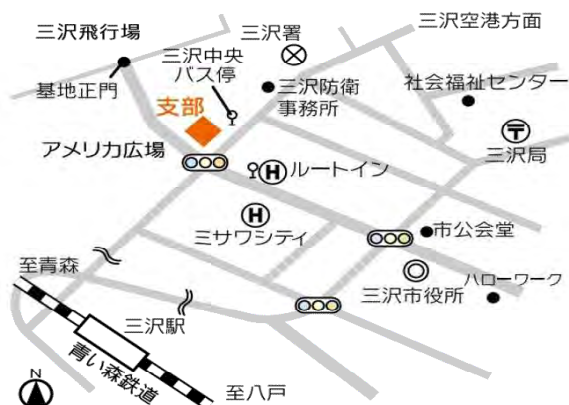 三沢空港方面
三沢飛行場
三沢署
三沢中央
バス停
基地正門
三沢防衛
事務所
社会福祉センター
支部
三沢局
アメリカ広場
H ルートイン
H
ミサワシティ
市公会堂
至青森
三沢市役所
ハローワーク
三沢駅
青い森鉄道
至八戸
N